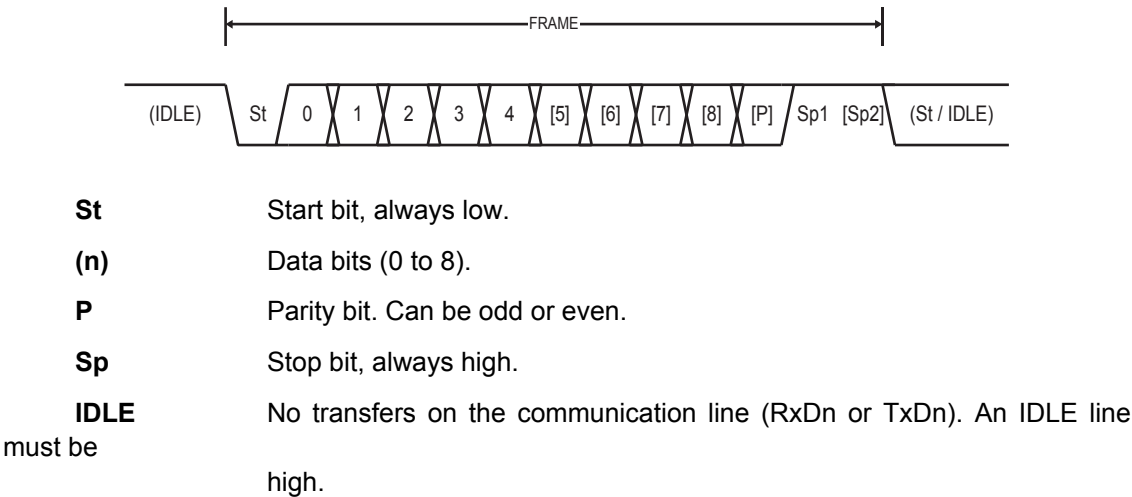 FRAME
(IDLE) St 0 1 2 3 4 [5] [6] [7] [8] [P] Sp1 [Sp2] (St / IDLE)
St Start bit, always low.
(n) Data bits (0 to 8).
P Parity bit. Can be odd or even.
Sp Stop bit, always high.
IDLE No transfers on the communication line (RxDn or TxDn). An IDLE line
must be
high.